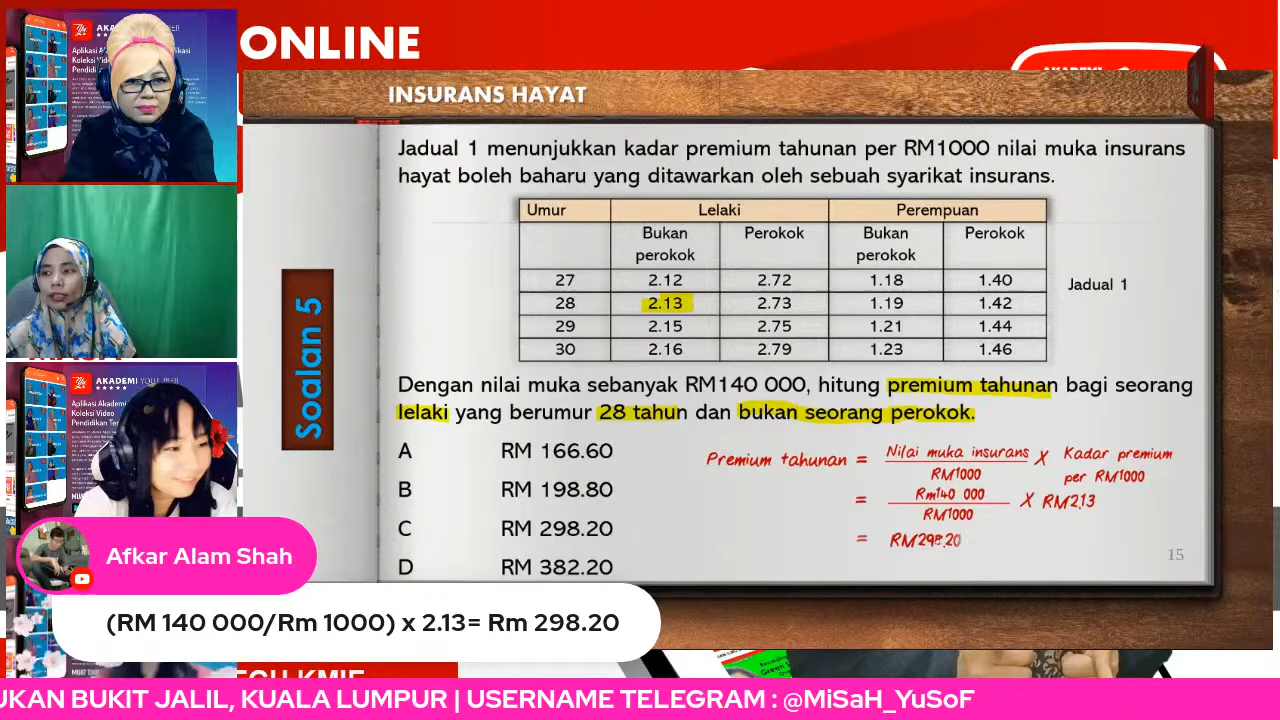 ONLINE
INSURANS HAYAT
Jadual 1 menunjukkan kadar premium tahunan per RM1000 nilai muka insurans
hayat boleh baharu yang ditawarkan oleh sebuah syarikat insurans.
Umur Lelaki Perempuan
Bukan perokok Perokok Bukan perokok Perokok
27 2.12 2.72 1.18 1.40
28 2.13 2.73 1.19 1.42
29 2.15 2.75 1.21 1.44
30 2.16 2.79 1.23 1.46
Jadual 1
Soalan 5
Dengan nilai muka sebanyak RM140 000, hitung premium tahunan bagi seorang
lelaki yang berumur 28 tahun dan bukan seorang perokok.
A RM 166.60
B RM 198.80
C RM 298.20
D RM 382.20
Premium tahunan = Nilai muka insurans / RM1000 X Kadar premium per RM1000
= Rm140 000 / RM1000 X RM2.13
= RM298.20
15
Afkar Alam Shah
(RM 140 000/Rm 1000) x 2.13= Rm 298.20
UKAN BUKIT JALIL, KUALA LUMPUR | USERNAME TELEGRAM : @MiSaH_YuSoF